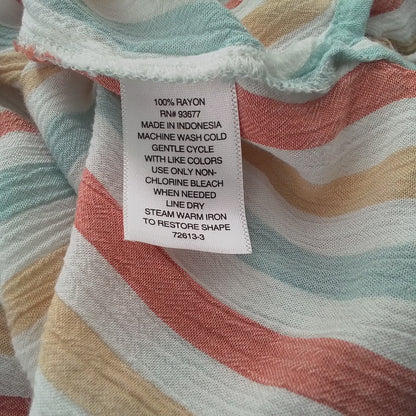 100% RAYON
RN# 93677
MADE IN INDONESIA
MACHINE WASH COLD
GENTLE CYCLE
WITH LIKE COLORS
USE ONLY NON-
CHLORINE BLEACH
WHEN NEEDED
LINE DRY
STEAM WARM IRON
TO RESTORE SHAPE
72613-3